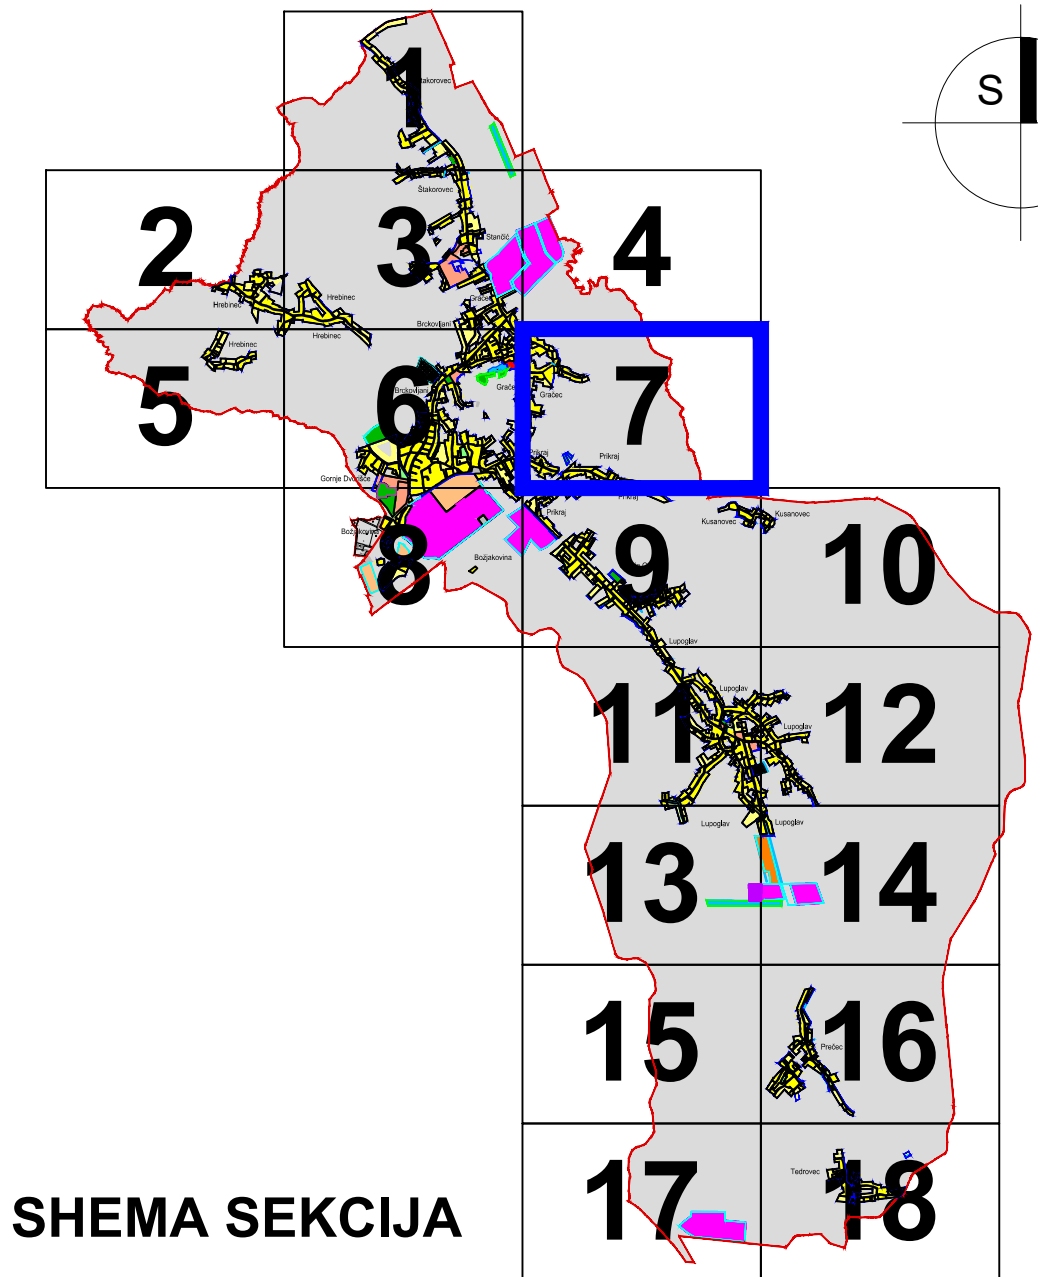 1
Štakorovec
S
2
3
4
Štakorovec
Stančić
Hrebinec
Hrebinec
Gračec
Brckovljani
Hrebinec
Hrebinec
5
6
7
Brckovljani
Gračec
Gračec
Prikraj
Prikraj
Prikraj
Gornje Dvorišće
Prikraj
Kusanovec
Kusanovec
Božjakovina
8
Božjakovina
9
10
Lupoglav
11
12
Lupoglav
Lupoglav
Lupoglav
Lupoglav
13
14
15
16
Prečec
Tedrovec
17
18
SHEMA SEKCIJA